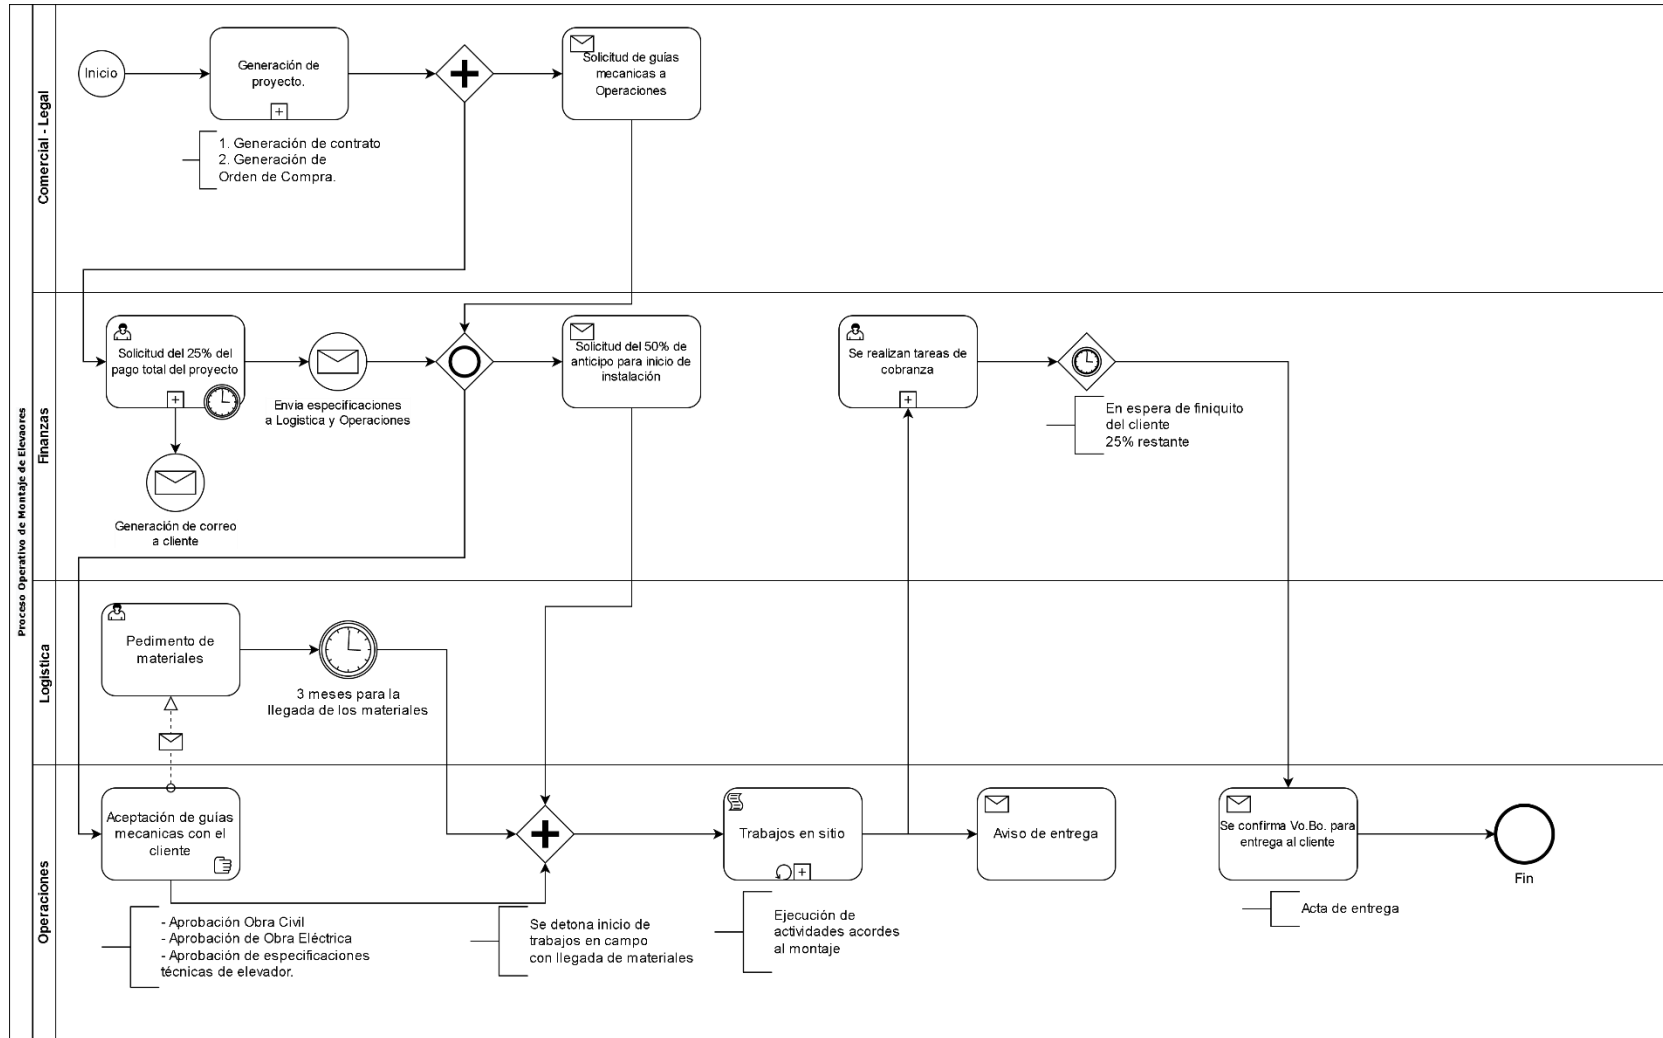 Proceso Operativo de Montaje de Elevaores
Comercial - Legal
Inicio
Generación de
proyecto.
1. Generación de contrato
2. Generación de
Orden de Compra.
Solicitud de guías
mecanicas a
Operaciones
Finanzas
Solicitud del 25% del
pago total del proyecto
Generación de correo
a cliente
Envia especificaciones
a Logistica y Operaciones
Solicitud del 50% de
anticipo para inicio de
instalación
Se realizan tareas de
cobranza
En espera de finiquito
del cliente
25% restante
Logistica
Pedimento de
materiales
3 meses para la
llegada de los materiales
Operaciones
Aceptación de guías
mecanicas con el
cliente
- Aprobación Obra Civil
- Aprobación de Obra Eléctrica
- Aprobación de especificaciones
técnicas de elevador.
Se detona inicio de
trabajos en campo
con llegada de materiales
Trabajos en sitio
Ejecución de
actividades acordes
al montaje
Aviso de entrega
Se confirma Vo.Bo. para
entrega al cliente
Acta de entrega
Fin